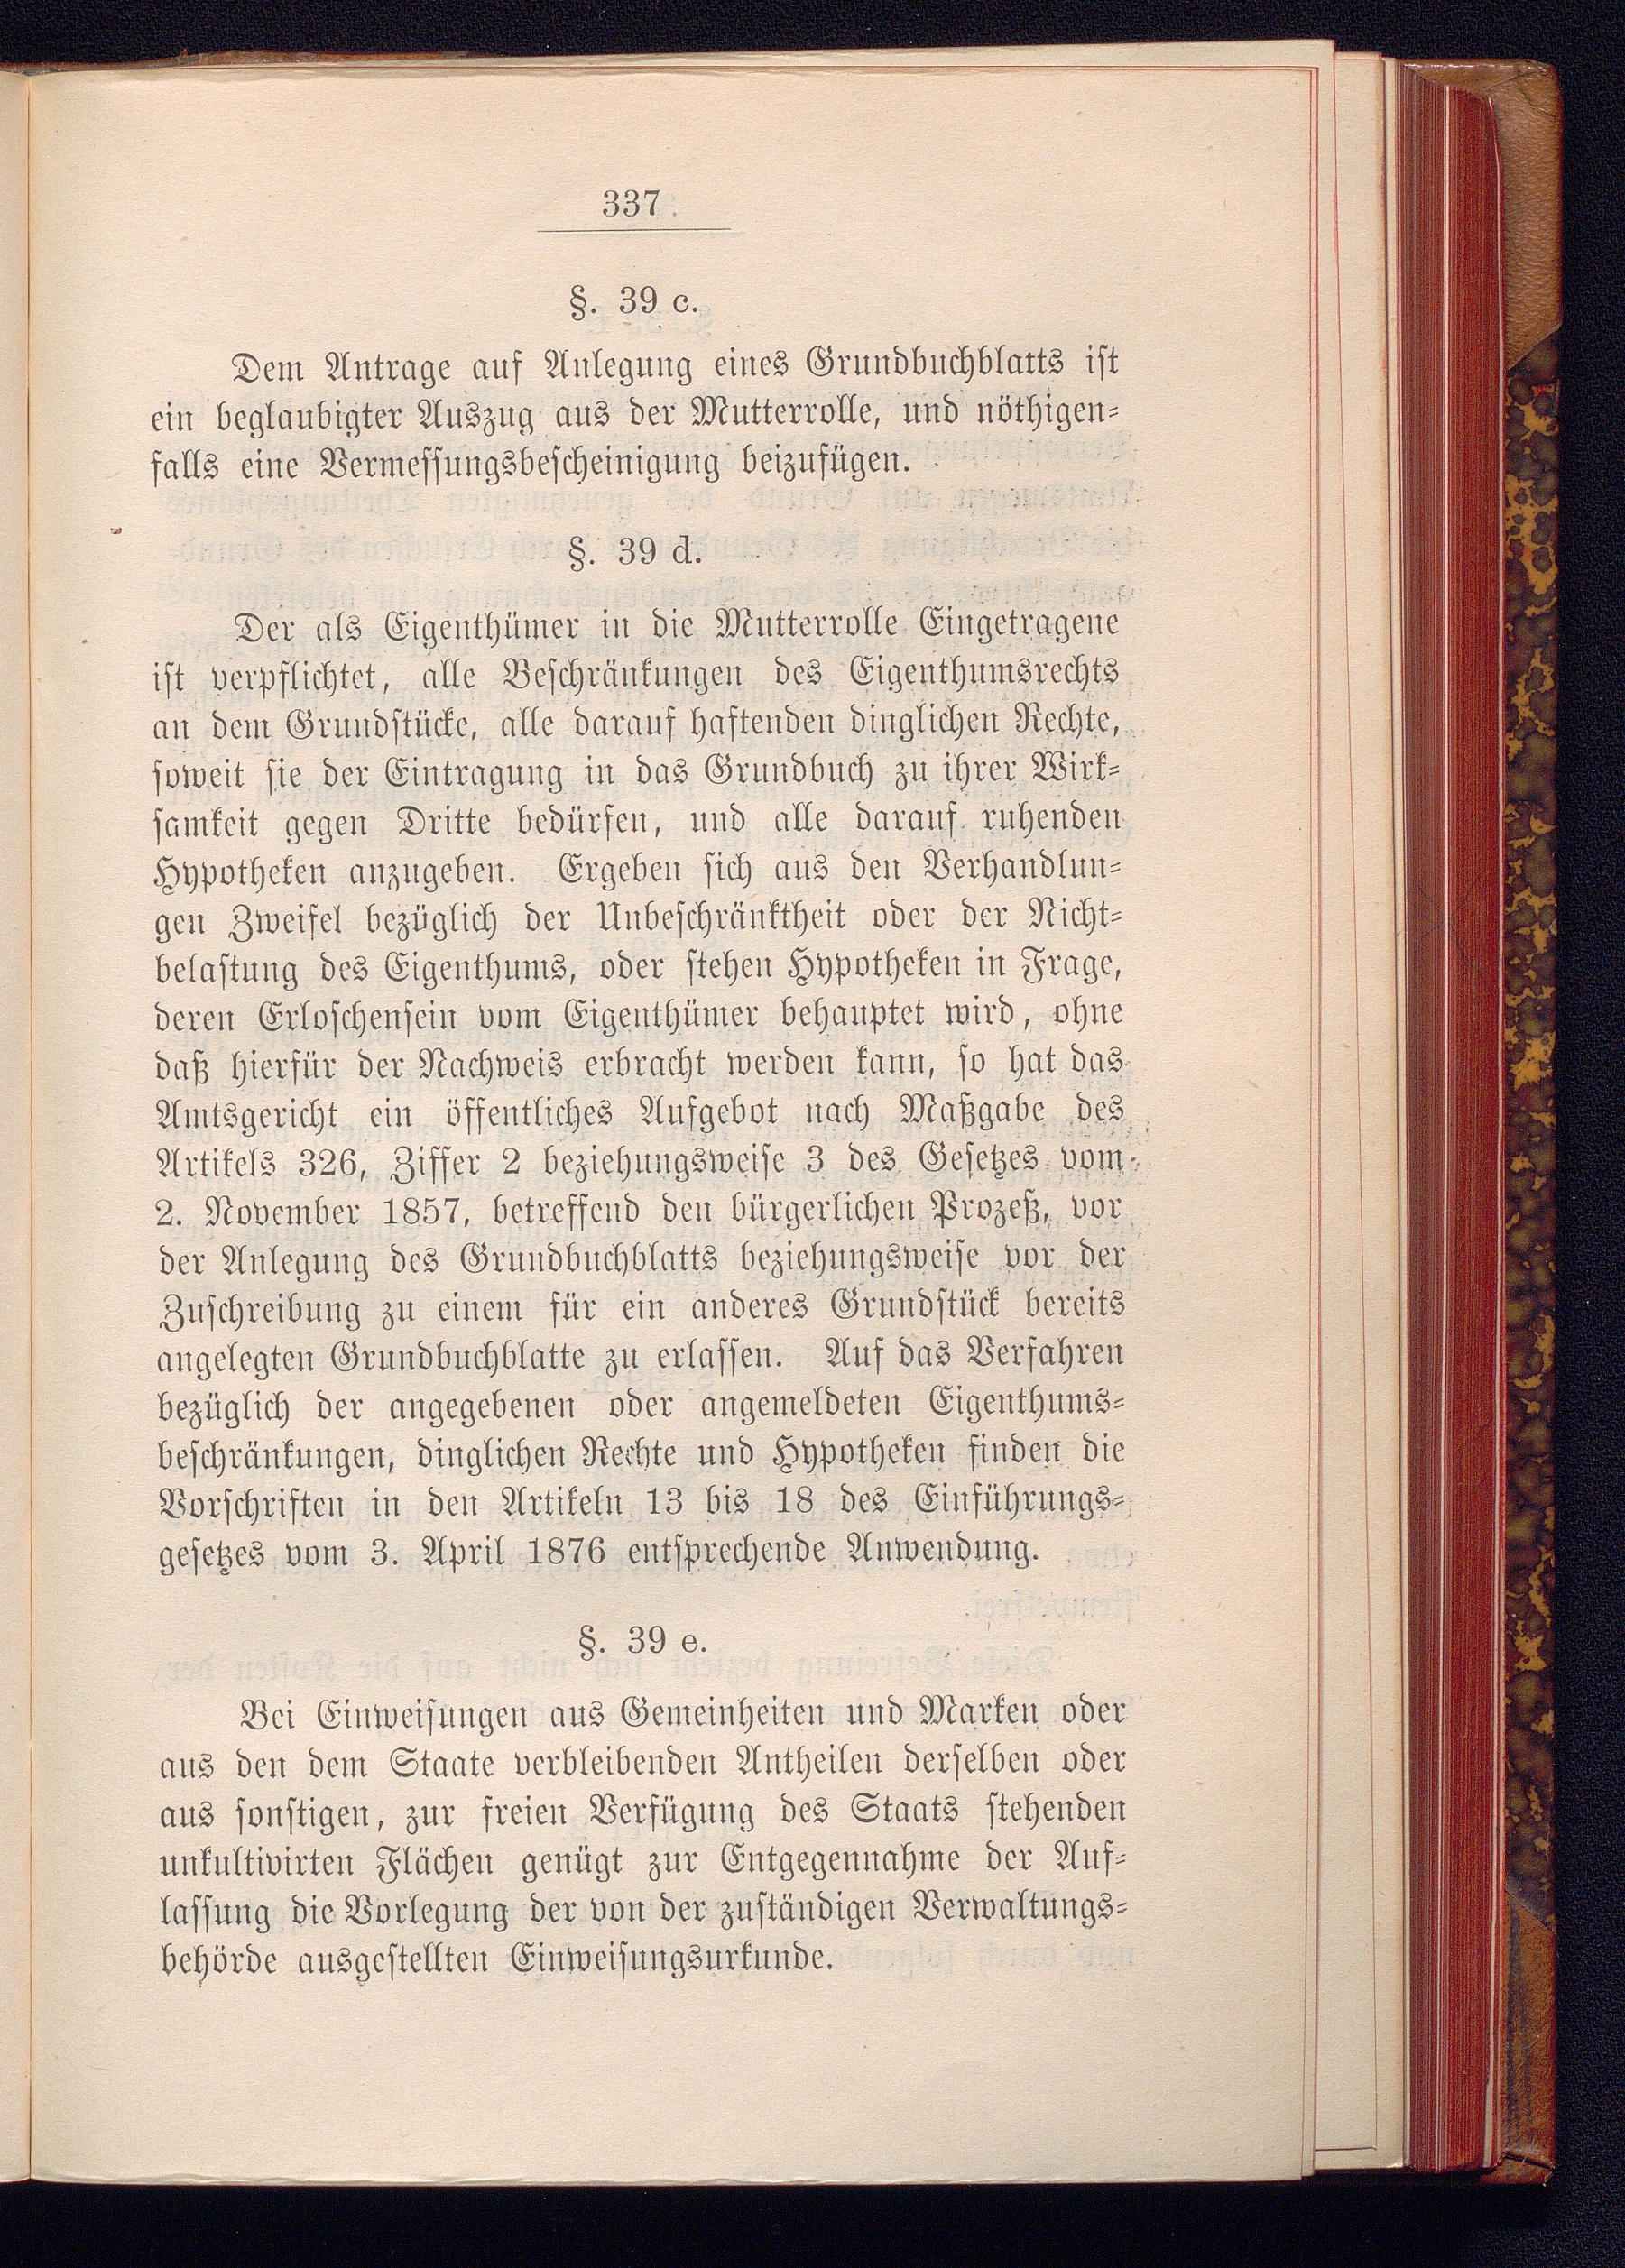 337
§. 39 c.
Dem Antrage auf Anlegung eines Grundbuchblatts ist
ein beglaubigter Auszug aus der Mutterrolle, und nöthigen-
falls eine Vermessungsbescheinigung beizufügen.
§. 39 d.
Der als Eigenthümer in die Mutterrolle Eingetragene
ist verpflichtet, alle Beschränkungen des Eigenthumsrechts
an dem Grundstücke, alle darauf haftenden dinglichen Rechte,
soweit sie der Eintragung in das Grundbuch zu ihrer Wirk-
samkeit gegen Dritte bedürfen, und alle darauf ruhenden
Hypotheken anzugeben. Ergeben sich aus den Verhandlun-
gen Zweifel bezüglich der Unbeschränktheit oder der Nicht-
belastung des Eigenthums, oder stehen Hypotheken in Frage,
deren Erloschensein vom Eigenthümer behauptet wird, ohne
daß hierfür der Nachweis erbracht werden kann, so hat das
Amtsgericht ein öffentliches Aufgebot nach Maßgabe des
Artikels 326, Ziffer 2 beziehungsweise 3 des Gesetzes vom
2. November 1857, betreffend den bürgerlichen Prozeß, vor
der Anlegung des Grundbuchblatts beziehungsweise vor der
Zuschreibung zu einem für ein anderes Grundstück bereits
angelegten Grundbuchblatte zu erlassen. Auf das Verfahren
bezüglich der angegebenen oder angemeldeten Eigenthums-
beschränkungen, dinglichen Rechte und Hypotheken finden die
Vorschriften in den Artikeln 13 bis 18 des Einführungs-
gesetzes vom 3. April 1876 entsprechende Anwendung.
§. 39 e.
Bei Einweisungen aus Gemeinheiten und Marken oder
aus den dem Staate verbleibenden Antheilen derselben oder
aus sonstigen, zur freien Verfügung des Staats stehenden
unkultivirten Flächen genügt zur Entgegennahme der Auf-
lassung die Vorlegung der von der zuständigen Verwaltungs-
behörde ausgestellten Einweisungsurkunde.